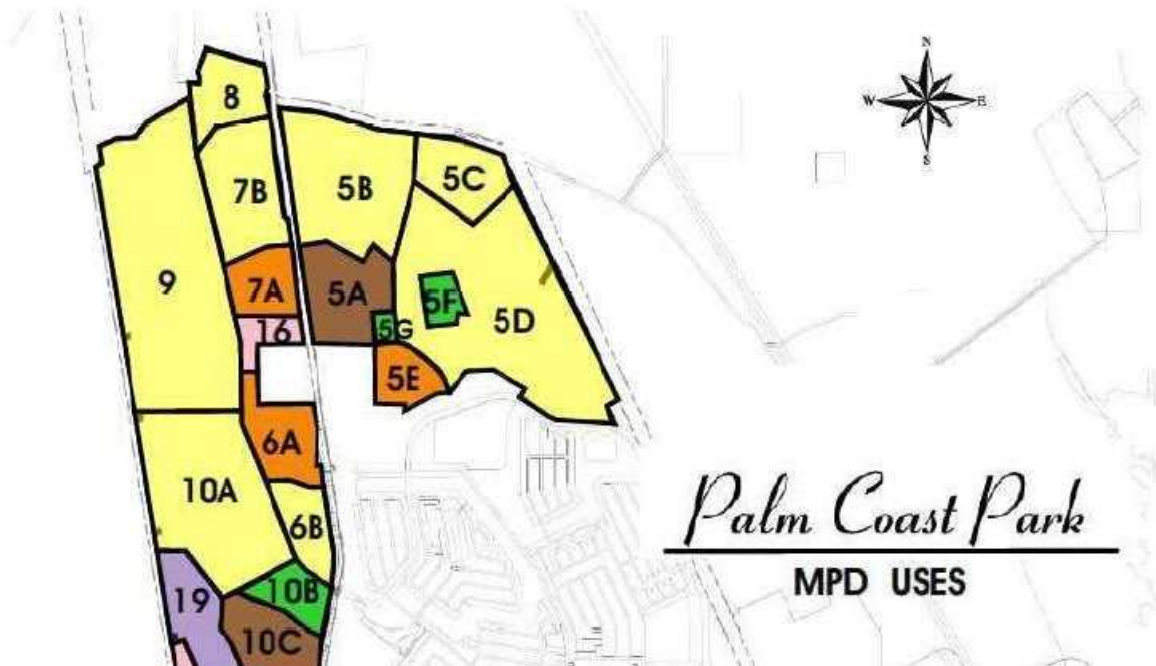 N
W E
S
8
7B 5B 5C
9 7A 5A 5F 5D
16 5G
5E
6A
10A
6B
19 10B
10C
Palm Coast Park
MPD USES